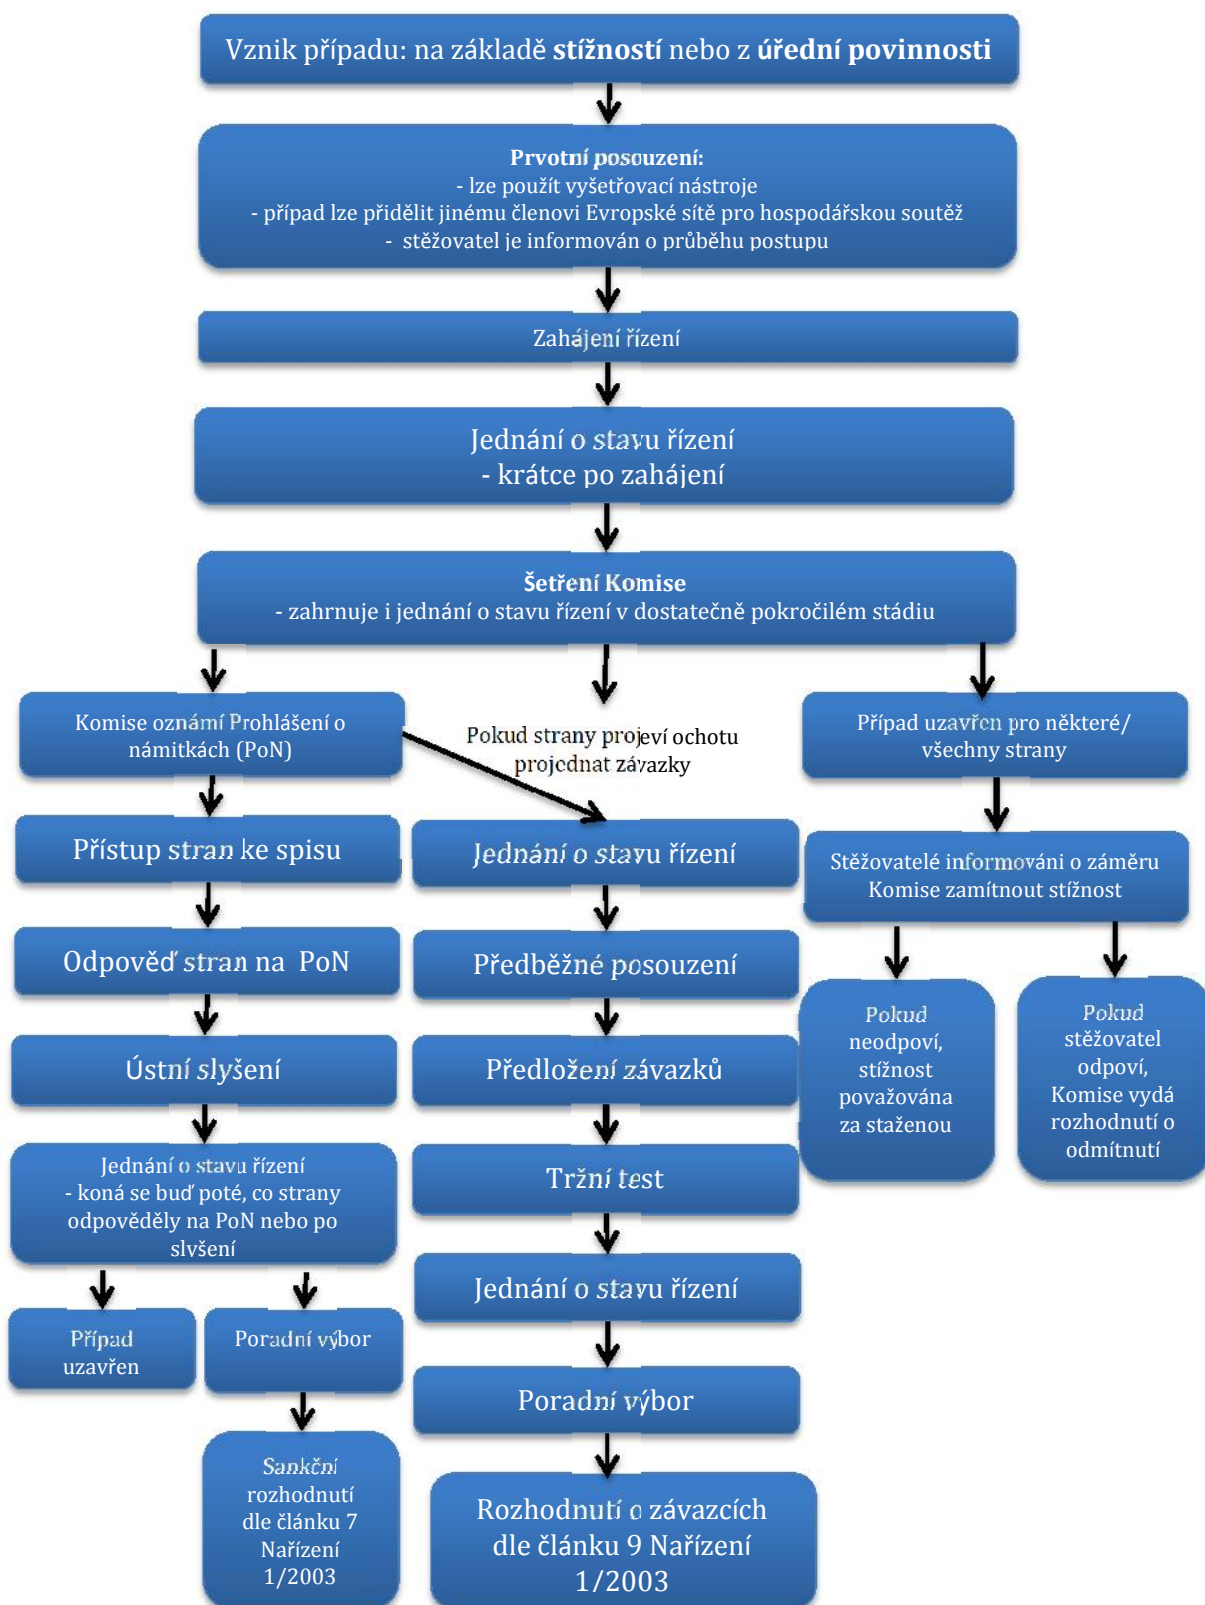 Vznik případu: na základě stížností nebo z úřední povinnosti
Prvotní posouzení:
- lze použít vyšetřovací nástroje
- případ lze přidělit jinému členovi Evropské sítě pro hospodářskou soutěž
- stěžovatel je informován o průběhu postupu
Zahájení řízení
Jednání o stavu řízení
- krátce po zahájení
Šetření Komise
- zahrnuje i jednání o stavu řízení v dostatečně pokročilém stádiu
Komise oznámí Prohlášení o
námitkách (PoN)
Přístup stran ke spisu
Odpověď stran na PoN
Ústní slyšení
Jednání o stavu řízení
- koná se buď poté, co strany
odpověděly na PoN nebo po
slyšení
Případ
uzavřen
Poradní výbor
Sankční
rozhodnutí
dle článku 7
Nařízení
1/2003
Pokud strany projeví ochotu
projednat závazky
Jednání o stavu řízení
Předběžné posouzení
Předložení závazků
Tržní test
Jednání o stavu řízení
Poradní výbor
Rozhodnutí o závazcích
dle článku 9 Nařízení
1/2003
Případ uzavřen pro některé/
všechny strany
Stěžovatelé informováni o záměru
Komise zamítnout stížnost
Pokud
neodpoví,
stížnost
považována
za staženou
Pokud
stěžovatel
odpoví,
Komise vydá
rozhodnutí o
odmítnutí